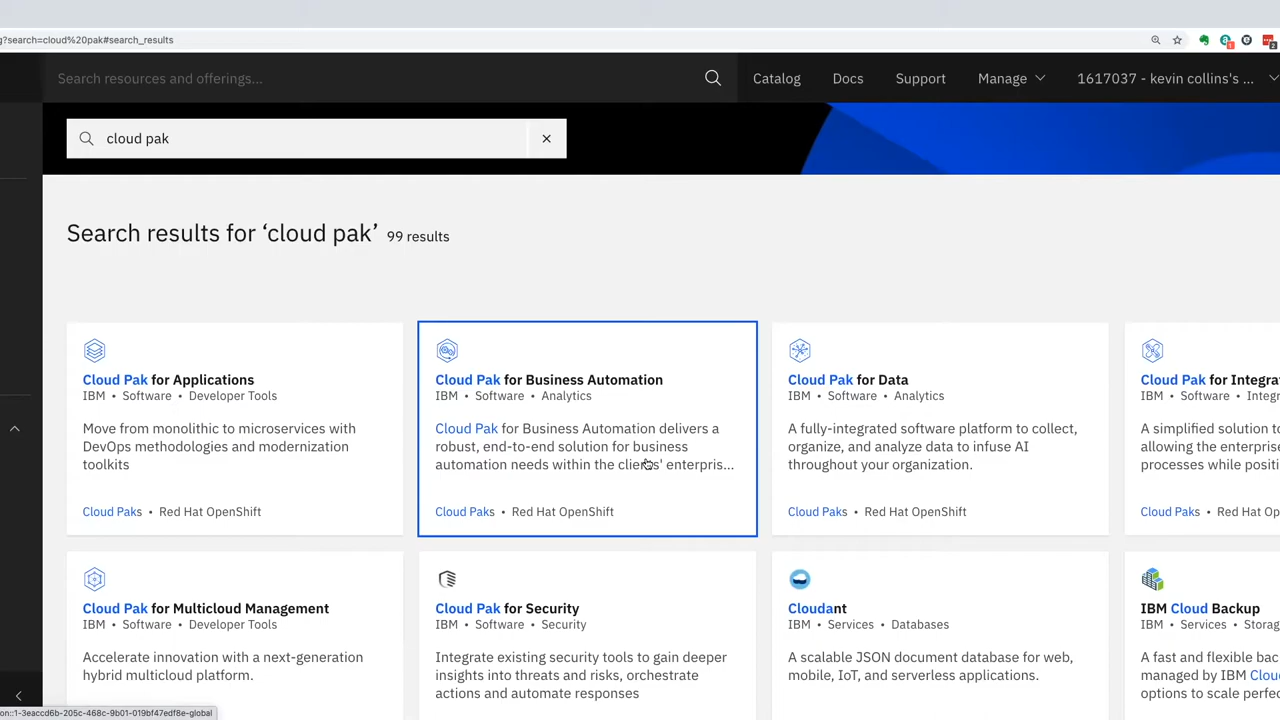 g?search=cloud%20pak#search_results
Search resources and offerings...
Catalog
Docs
Support
Manage
1617037 - kevin collins's ...
cloud pak
Search results for ‘cloud pak’ 99 results
Cloud Pak for Applications
IBM • Software • Developer Tools
Move from monolithic to microservices with
DevOps methodologies and modernization
toolkits
Cloud Paks • Red Hat OpenShift
Cloud Pak for Business Automation
IBM • Software • Analytics
Cloud Pak for Business Automation delivers a
robust, end-to-end solution for business
automation needs within the clients' enterpris...
Cloud Paks • Red Hat OpenShift
Cloud Pak for Data
IBM • Software • Analytics
A fully-integrated software platform to collect,
organize, and analyze data to infuse AI
throughout your organization.
Cloud Paks • Red Hat OpenShift
Cloud Pak for Integra
IBM • Software • Integ
A simplified solution to
allowing the enterprise
processes while positi
Cloud Paks • Red Hat O
Cloud Pak for Multicloud Management
IBM • Software • Developer Tools
Accelerate innovation with a next-generation
hybrid multicloud platform.
Cloud Pak for Security
IBM • Software • Security
Integrate existing security tools to gain deeper
insights into threats and risks, orchestrate
actions and automate responses
Cloudant
IBM • Services • Databases
A scalable JSON document database for web,
mobile, IoT, and serverless applications.
IBM Cloud Backup
IBM • Services • Storag
A fast and flexible bac
managed by IBM Clou
options to scale perfec
on::1-3eaccd6b-205c-468c-9b01-019bf47edf8e-global